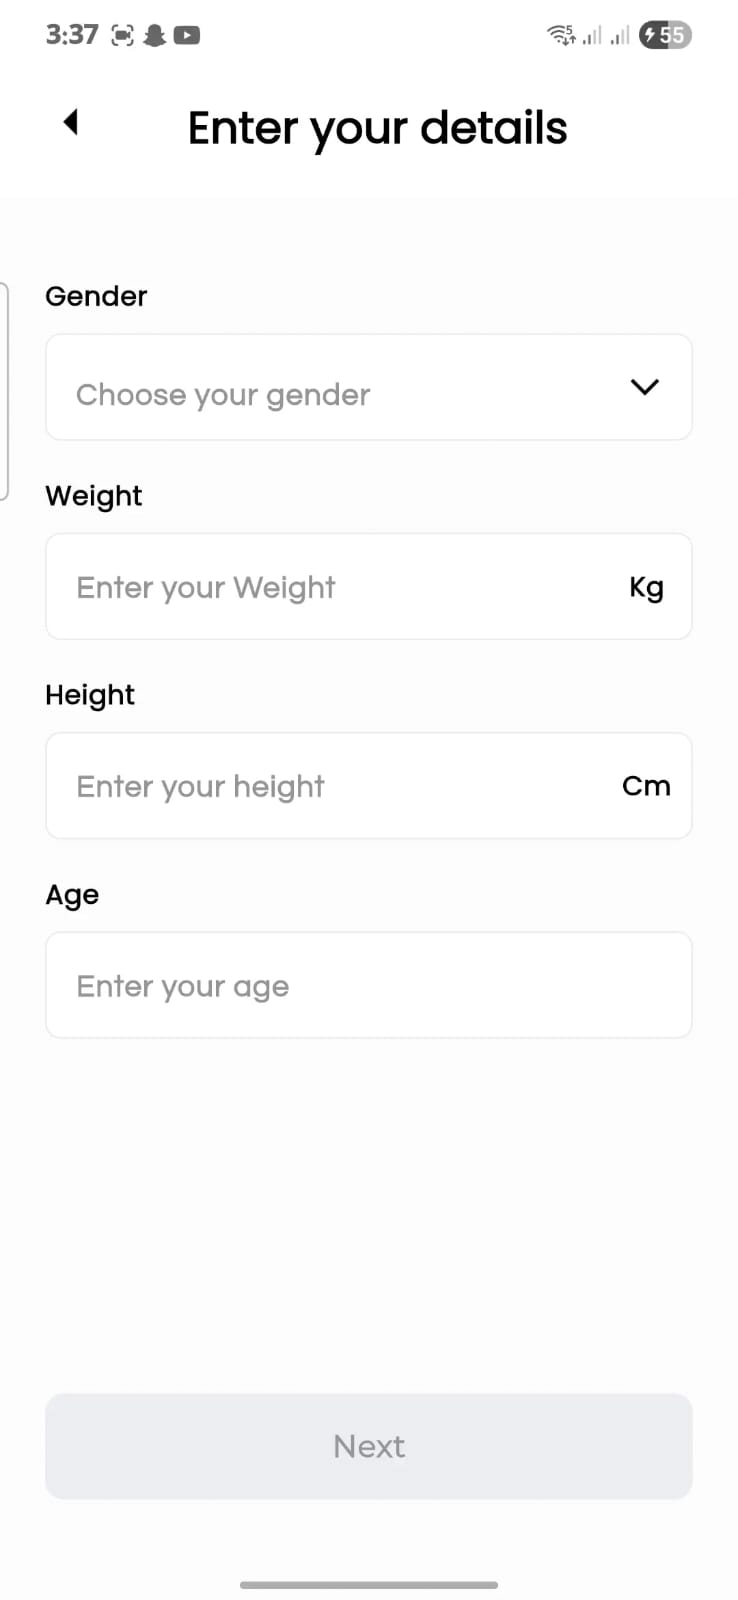 3:37
55
Enter your details
Gender
Choose your gender
Weight
Enter your Weight Kg
Height
Enter your height Cm
Age
Enter your age
Next